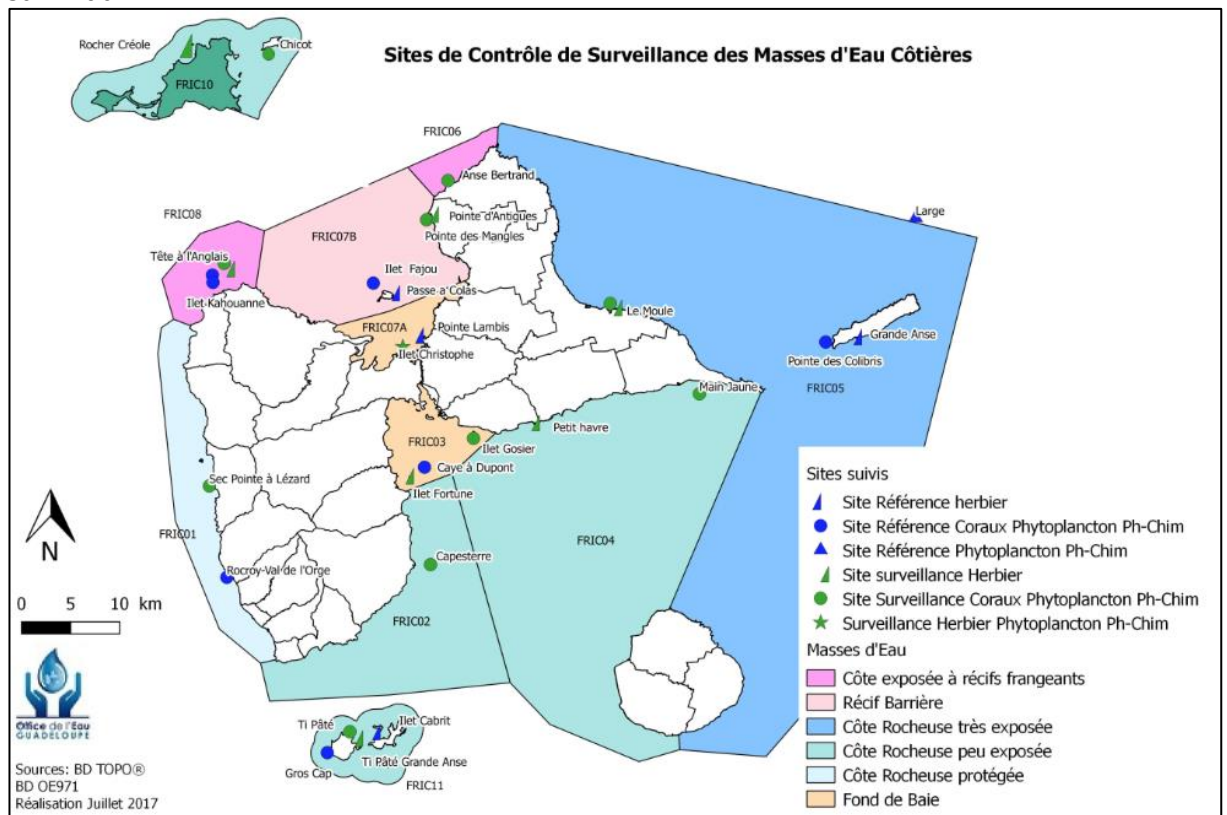 Sites de Contrôle de Surveillance des Masses d'Eau Côtières
Rocher Créole
Chicot
FRIC10
FRIC06
Anse Bertrand
FRIC08
FRIC07B
Pointe d'Antigues
Pointe des Mangles
Large
Tête à l'Anglais
Ilet Fajou
Passe a Colas
Ilet Kahouanne
Le Moule
FRIC07A
Pointe Lambis
Grande Anse
Ilet Christophe
Pointe des Colibris
Main Jaune
FRIC05
Petit havre
FRIC03
Ilet Gosier
Caye à Dupont
Sec Pointe à Lézard
Ilet Fortune
FRIC01
FRIC04
Capesterre
Rocroy-Val de l'Orge
FRIC02
N
0 5 10 km
Ti Pâté
Ilet Cabrit
Gros Cap
Ti Pâté Grande Anse
FRIC11
Office de l'Eau
GUADELOUPE
Sources: BD TOPO®
BD OE971
Réalisation Juillet 2017
Sites suivis
Site Référence herbier
Site Référence Coraux Phytoplancton Ph-Chim
Site Référence Phytoplancton Ph-Chim
Site surveillance Herbier
Site Surveillance Coraux Phytoplancton Ph-Chim
Surveillance Herbier Phytoplancton Ph-Chim
Masses d'Eau
Côte exposée à récifs frangeants
Récif Barrière
Côte Rocheuse très exposée
Côte Rocheuse peu exposée
Côte Rocheuse protégée
Fond de Baie